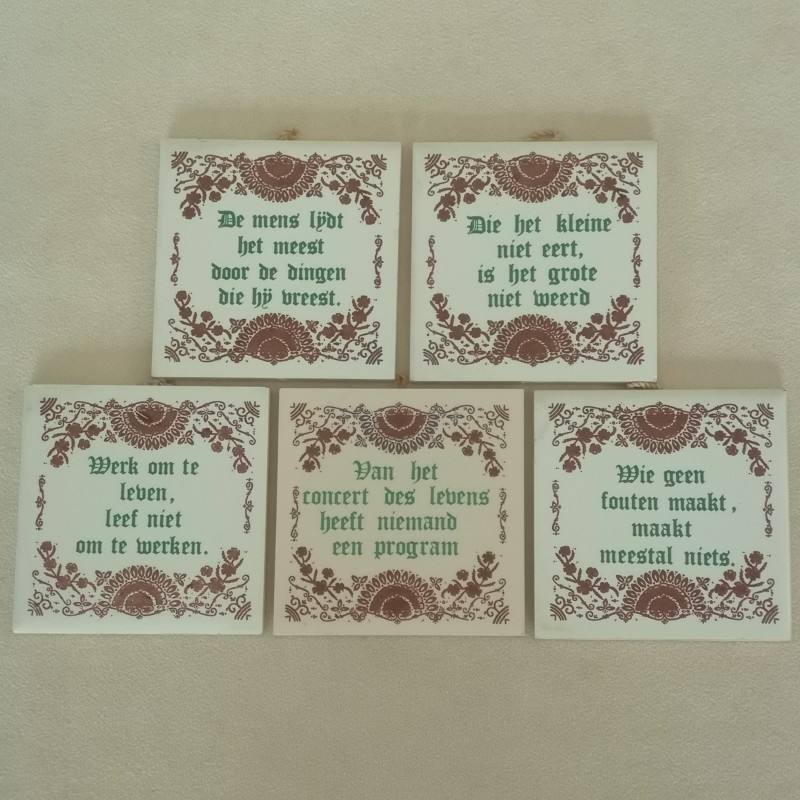 De mens lijdt
het meest
door de dingen
die hij vreest.
Die het kleine
niet eert,
is het grote
niet weerd
Werk om te
leven,
leef niet
om te werken.
Van het
concert des levens
heeft niemand
een program
Wie geen
fouten maakt,
maakt
meestal niets.